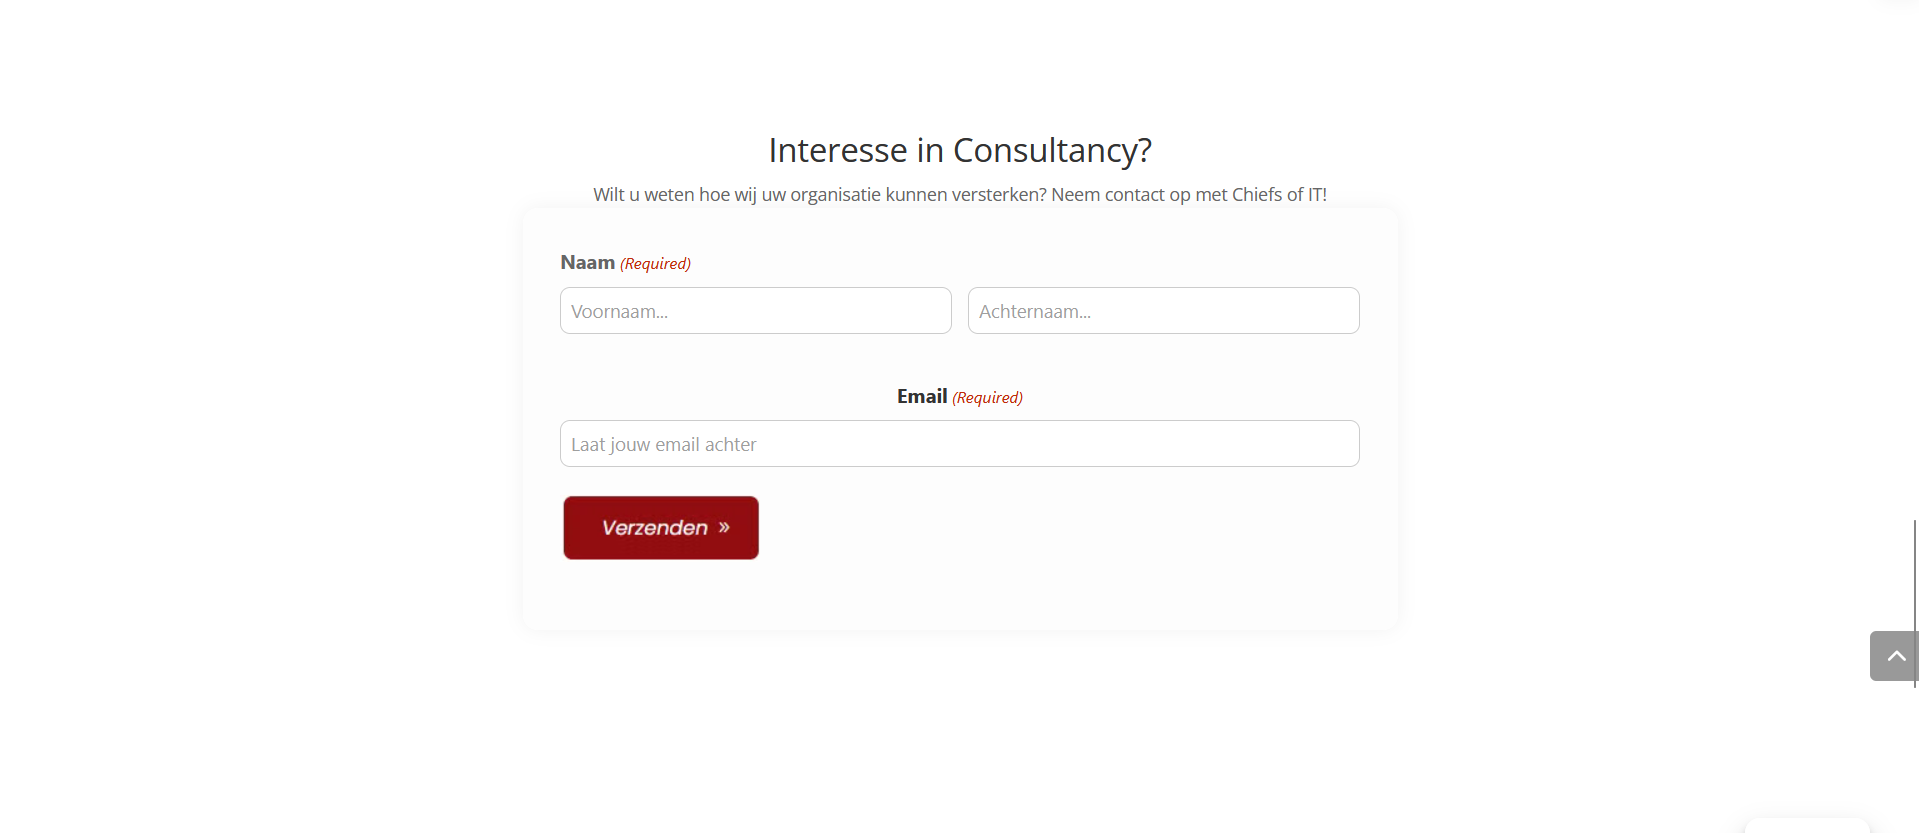 Interesse in Consultancy?
Wilt u weten hoe wij uw organisatie kunnen versterken? Neem contact op met Chiefs of IT!
Naam (Required)
Voornaam... Achternaam...
Email (Required)
Laat jouw email achter
Verzenden »